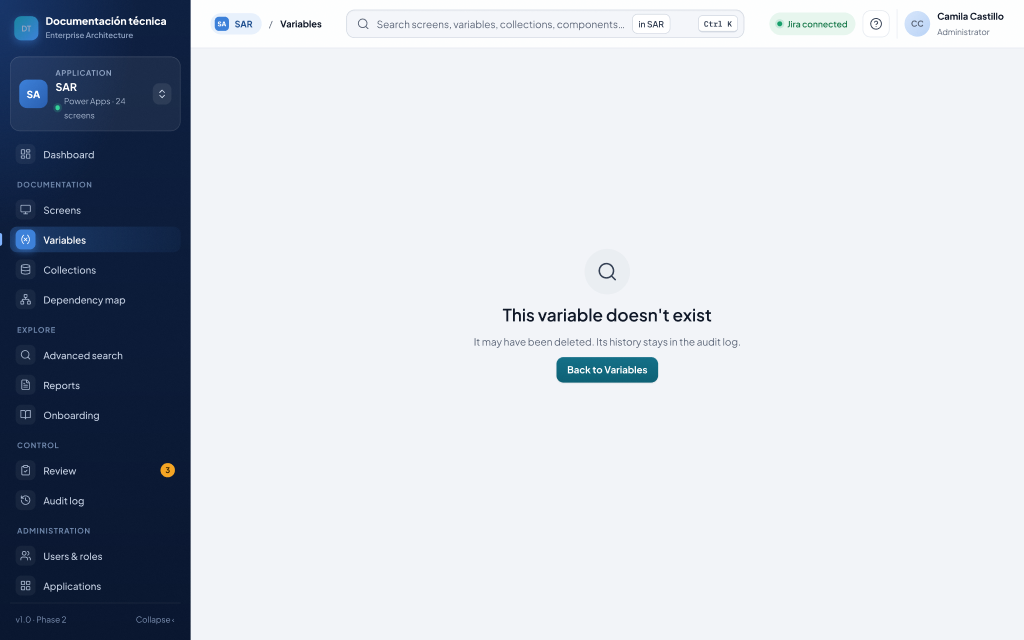 DT
Documentación técnica
Enterprise Architecture
APPLICATION
SA
SAR
Power Apps · 24
screens
Dashboard
DOCUMENTATION
Screens
Variables
Collections
Dependency map
EXPLORE
Advanced search
Reports
Onboarding
CONTROL
Review
3
Audit log
ADMINISTRATION
Users & roles
Applications
v1.0 · Phase 2
Collapse ‹
SA SAR / Variables
Search screens, variables, collections, components... in SAR Ctrl K
Jira connected
CC
Camila Castillo
Administrator
This variable doesn't exist
It may have been deleted. Its history stays in the audit log.
Back to Variables